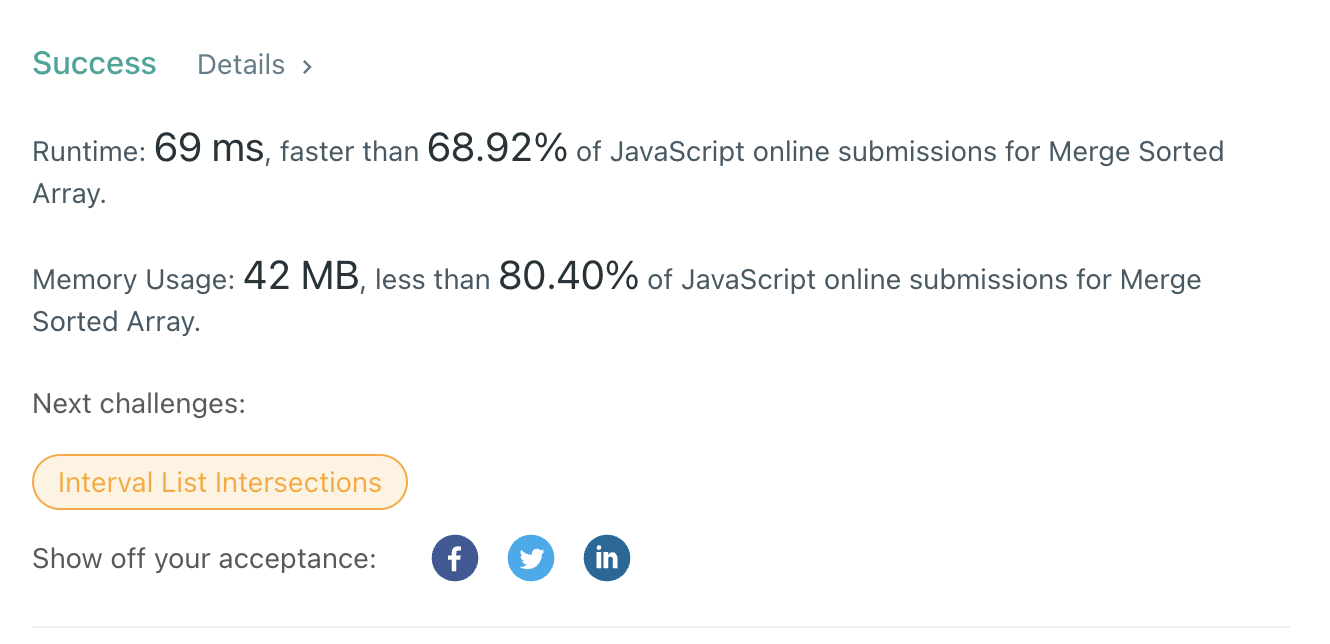 Success Details >
Runtime: 69 ms, faster than 68.92% of JavaScript online submissions for Merge Sorted
Array.
Memory Usage: 42 MB, less than 80.40% of JavaScript online submissions for Merge
Sorted Array.
Next challenges:
Interval List Intersections
Show off your acceptance: f in